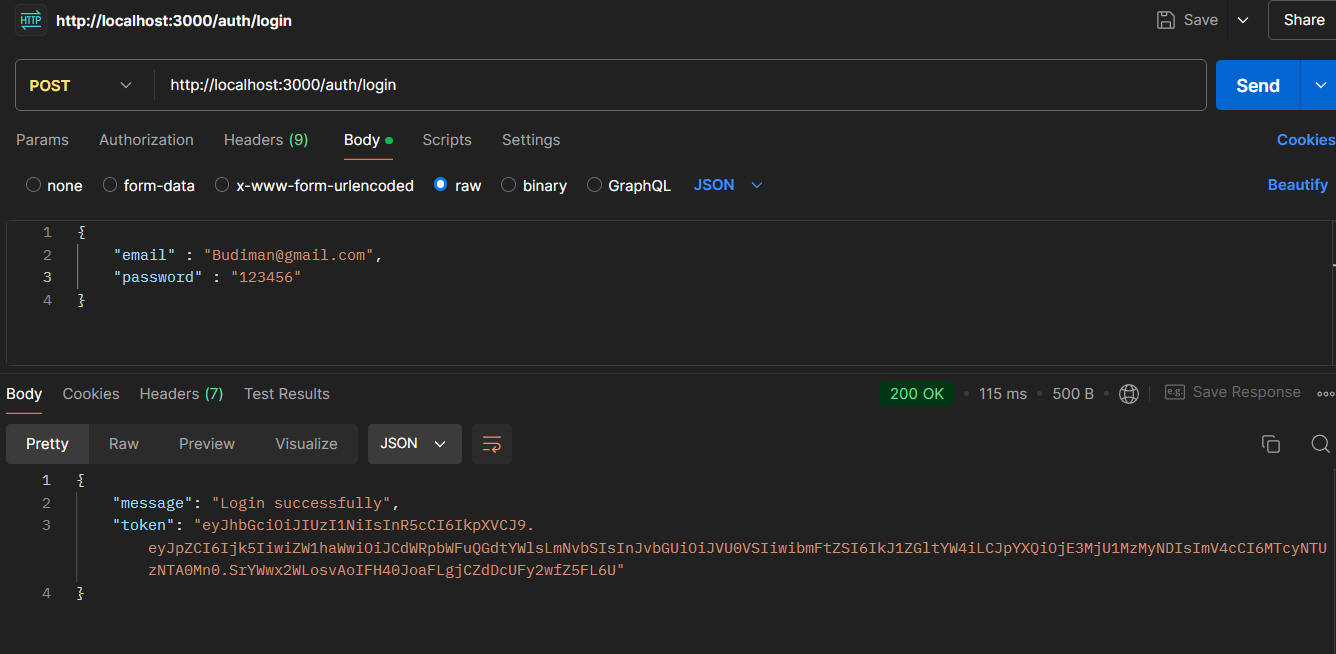 HTTP http://localhost:3000/auth/login Save Share
POST http://localhost:3000/auth/login Send
Params Authorization Headers (9) Body Scripts Settings Cookies
none form-data x-www-form-urlencoded raw binary GraphQL JSON Beautify
1 {
2 "email" : "Budiman@gmail.com",
3 "password" : "123456"
4 }
Body Cookies Headers (7) Test Results 200 OK 115 ms 500 B e.g. Save Response
Pretty Raw Preview Visualize JSON
1 {
2 "message": "Login successfully",
3 "token": "eyJhbGciOiJIUzI1NiIsInR5cCI6IkpXVCJ9.
eyJpZCI6Ijk5IiwiZW1haWwiOiJCdWRpbWFuQGdtYWlsLmNvbSIsInJvbGUiOiJVU0VSIiwibmFtZSI6IkJ1ZGltYW4iLCJpYXQiOjE3MjU1MzMyNDIsImV4cCI6MTcyNTU
zNTA0Mn0.SrYWwx2WLosvAoIFH40JoaFLgjCZdDcUFy2wfZ5FL6U"
4 }